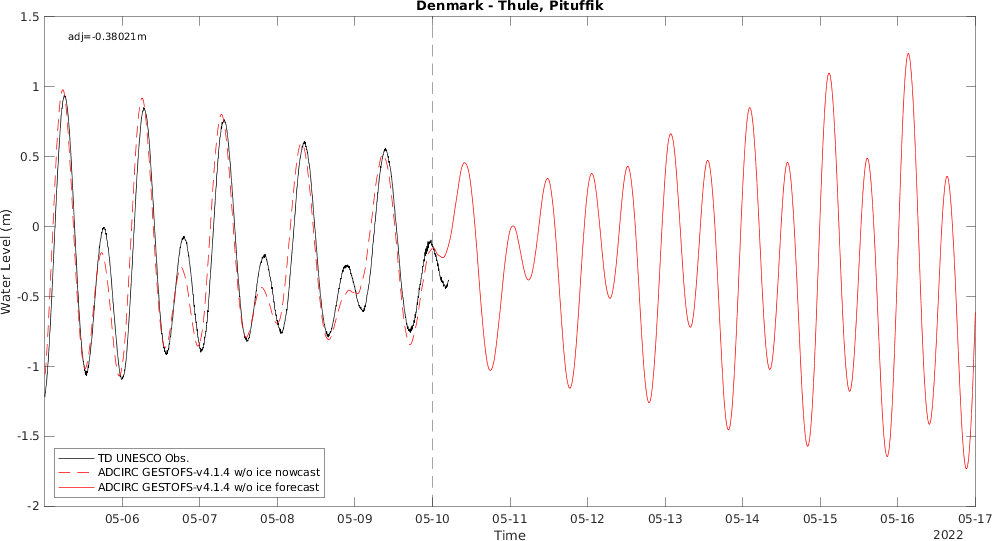 Denmark - Thule, Pituffik
adj=-0.38021m
Water Level (m)
1.5
1
0.5
0
-0.5
-1
-1.5
-2
TD UNESCO Obs.
ADCIRC GESTOFS-v4.1.4 w/o ice nowcast
ADCIRC GESTOFS-v4.1.4 w/o ice forecast
05-06 05-07 05-08 05-09 05-10 05-11 05-12 05-13 05-14 05-15 05-16 05-17
Time
2022